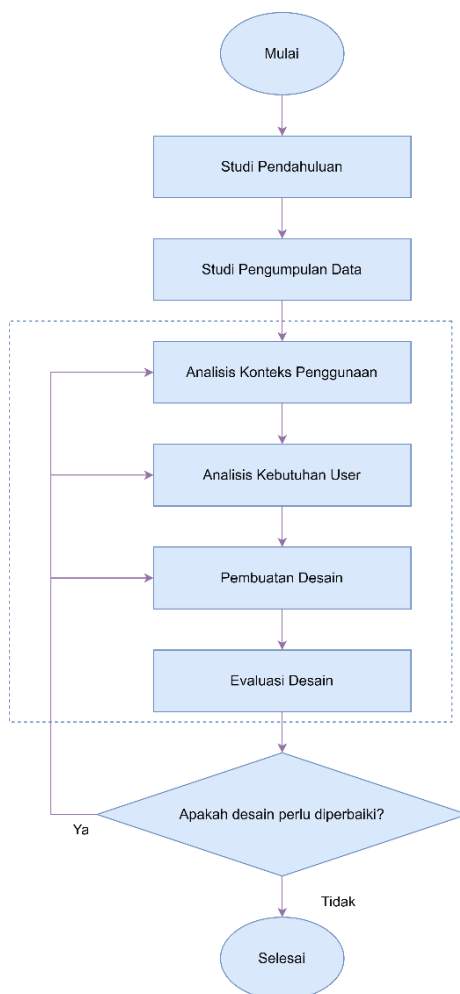 Mulai
Studi Pendahuluan
Studi Pengumpulan Data
Analisis Konteks Penggunaan
Analisis Kebutuhan User
Pembuatan Desain
Evaluasi Desain
Apakah desain perlu diperbaiki?
Ya
Tidak
Selesai